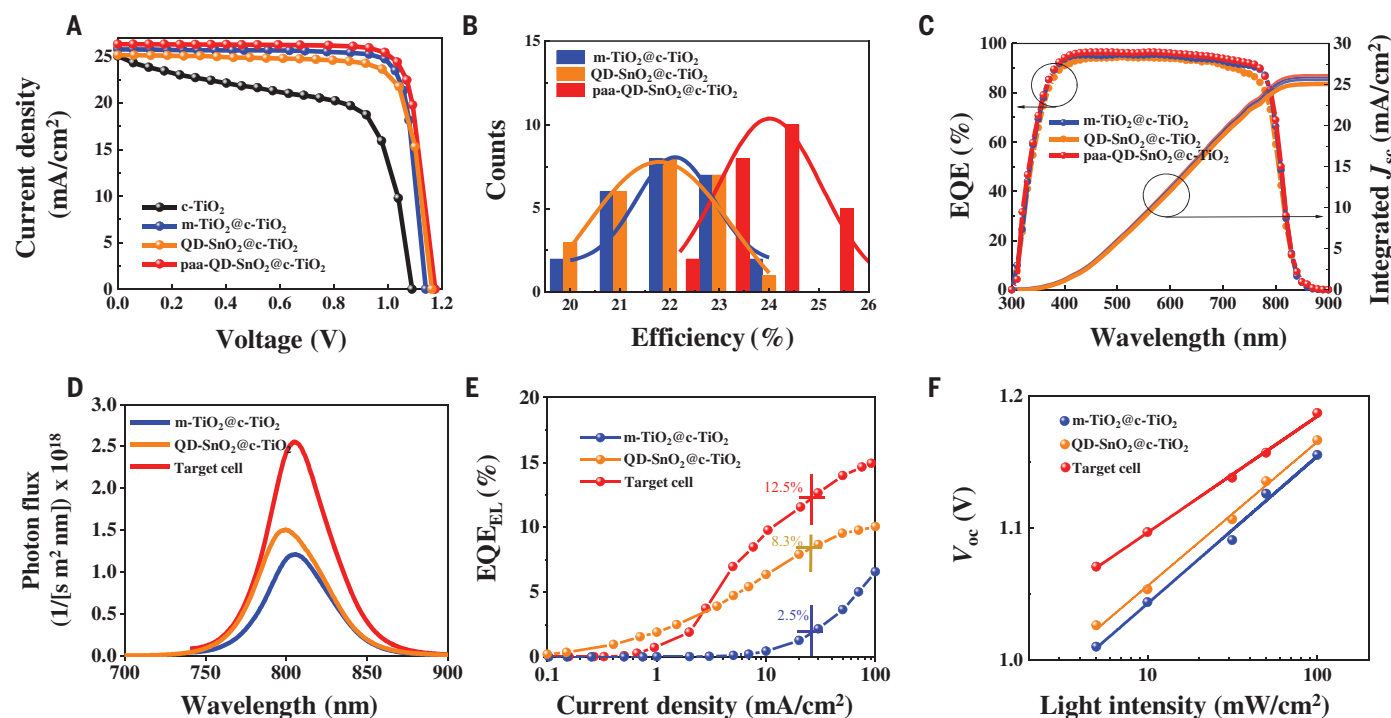 A
Current density
(mA/cm²)
25
20
15
10
5
0
c-TiO₂
m-TiO₂@c-TiO₂
QD-SnO₂@c-TiO₂
paa-QD-SnO₂@c-TiO₂
0.0 0.2 0.4 0.6 0.8 1.0 1.2
Voltage (V)
B
Counts
15
10
5
0
m-TiO₂@c-TiO₂
QD-SnO₂@c-TiO₂
paa-QD-SnO₂@c-TiO₂
20 21 22 23 24 25 26
Efficiency (%)
C
EQE (%)
100
80
60
40
20
0
m-TiO₂@c-TiO₂
QD-SnO₂@c-TiO₂
paa-QD-SnO₂@c-TiO₂
30
25
20
15
10
5
0
Integrated Jsc (mA/cm²)
300 400 500 600 700 800 900
Wavelength (nm)
D
Photon flux
(1/[s m² nm]) x 10¹⁸
3.0
2.5
2.0
1.5
1.0
0.5
0.0
m-TiO₂@c-TiO₂
QD-SnO₂@c-TiO₂
Target cell
700 750 800 850 900
Wavelength (nm)
E
EQE_EL (%)
20
15
10
5
0
m-TiO₂@c-TiO₂
QD-SnO₂@c-TiO₂
Target cell
12.5%
8.3%
2.5%
0.1 1 10 100
Current density (mA/cm²)
F
V_oc (V)
1.2
1.1
1.0
m-TiO₂@c-TiO₂
QD-SnO₂@c-TiO₂
Target cell
10 100
Light intensity (mW/cm²)